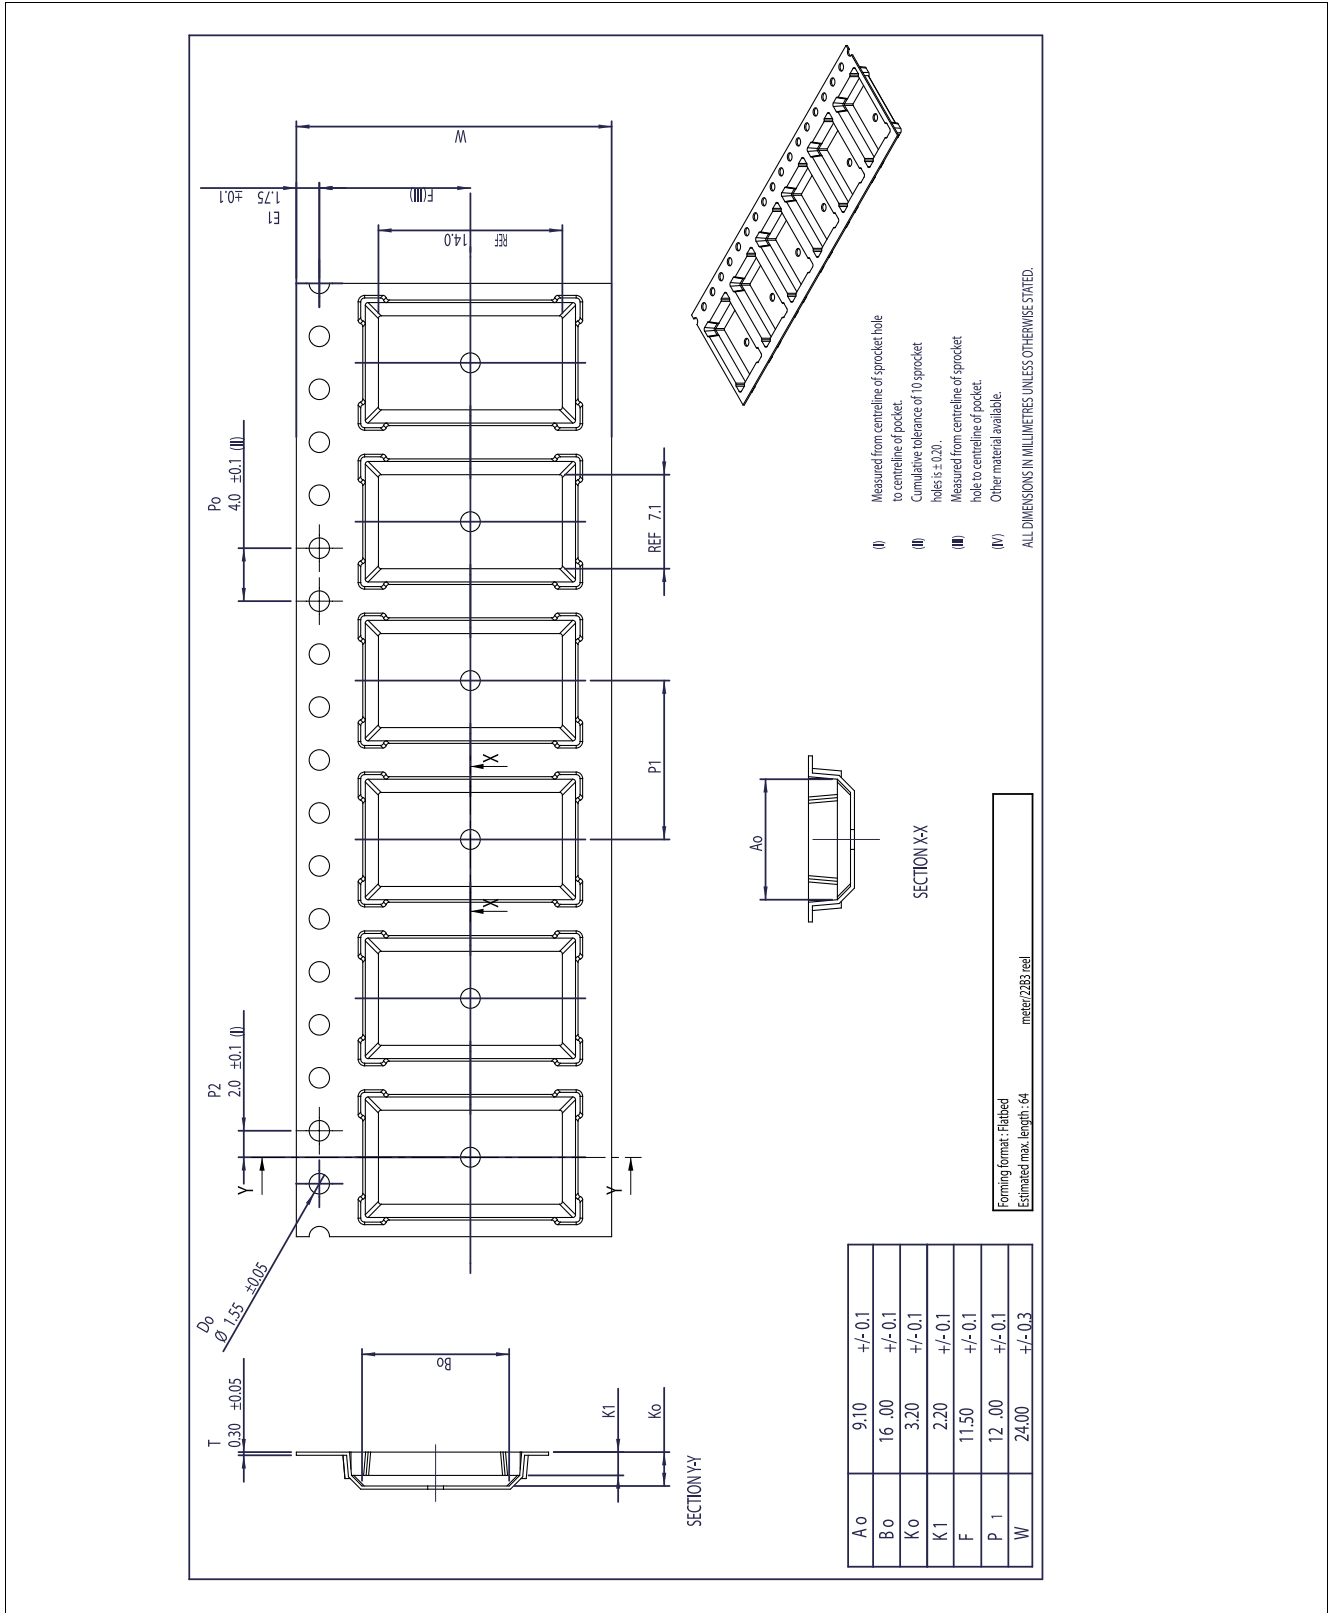 W
E1
1.75 ±0.1
F(III)
14.0 REF
Po
4.0 ±0.1 (II)
REF 7.1
P1
X
X
P2
2.0 ±0.1 (I)
Y
Y
Do
Ø 1.55 ±0.05
T
0.30 ±0.05
Bo
K1
Ko
SECTION Y-Y
Ao
SECTION X-X
(I) Measured from centreline of sprocket hole
to centreline of pocket.
(II) Cumulative tolerance of 10 sprocket
holes is ± 0.20 .
(III) Measured from centreline of sprocket
hole to centreline of pocket.
(IV) Other material available.
ALL DIMENSIONS IN MILLIMETRES UNLESS OTHERWISE STATED.
Forming format : Flatbed
Estimated max. length : 64 meter/22B3 reel
A o 9.10 +/- 0.1
B o 16 .00 +/- 0.1
K o 3.20 +/- 0.1
K 1 2.20 +/- 0.1
F 11.50 +/- 0.1
P 1 12 .00 +/- 0.1
W 24.00 +/- 0.3